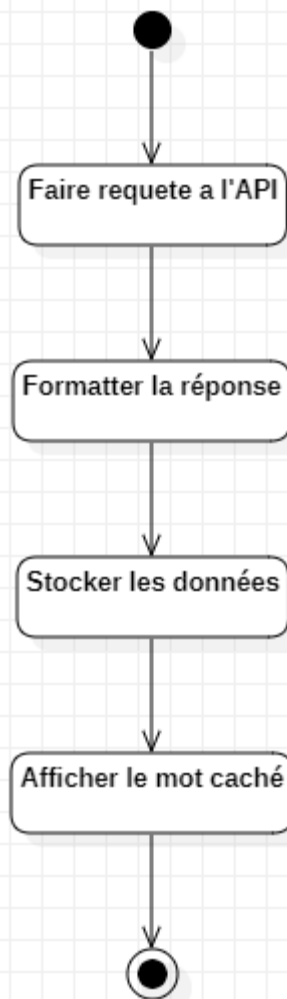 Faire requete a l'API
Formatter la réponse
Stocker les données
Afficher le mot caché